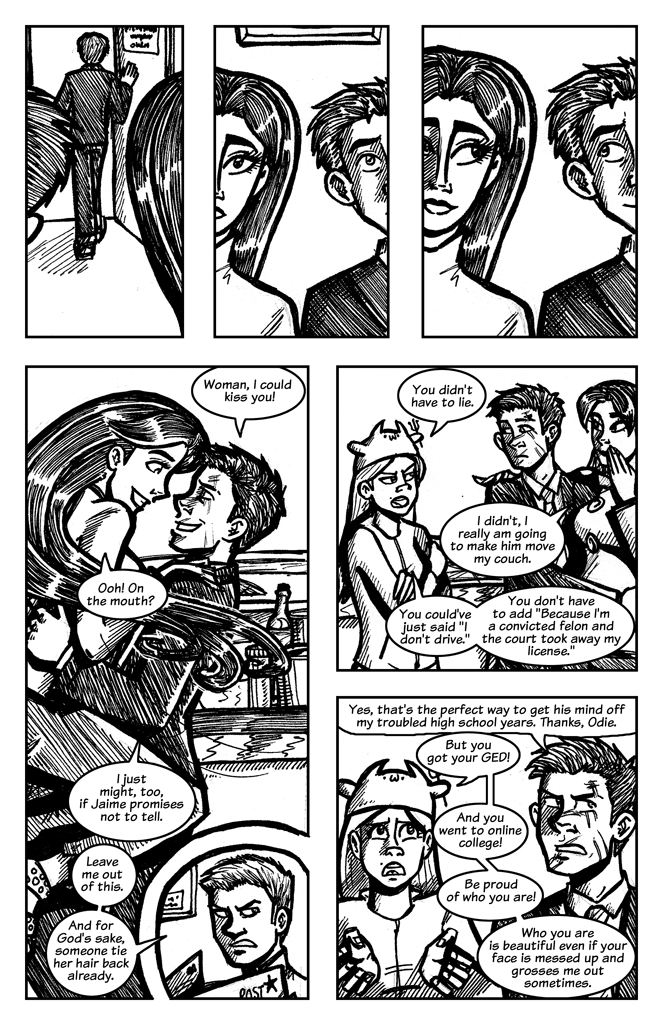 only
Woman, I could
kiss you!
Ooh! On
the mouth?
I just
might, too,
if Jaime promises
not to tell.
Leave
me out
of this.
And for
God's sake,
someone tie
her hair back
already.
POST
You didn't
have to lie.
I didn't, I
really am going
to make him move
my couch.
You could've
just said "I
don't drive."
You don't have
to add "Because I'm
a convicted felon and
the court took away my
license."
Yes, that's the perfect way to get his mind off
my troubled high school years. Thanks, Odie.
But you
got your GED!
And you
went to online
college!
Be proud
of who you are!
Who you are
is beautiful even if your
face is messed up and
grosses me out
sometimes.